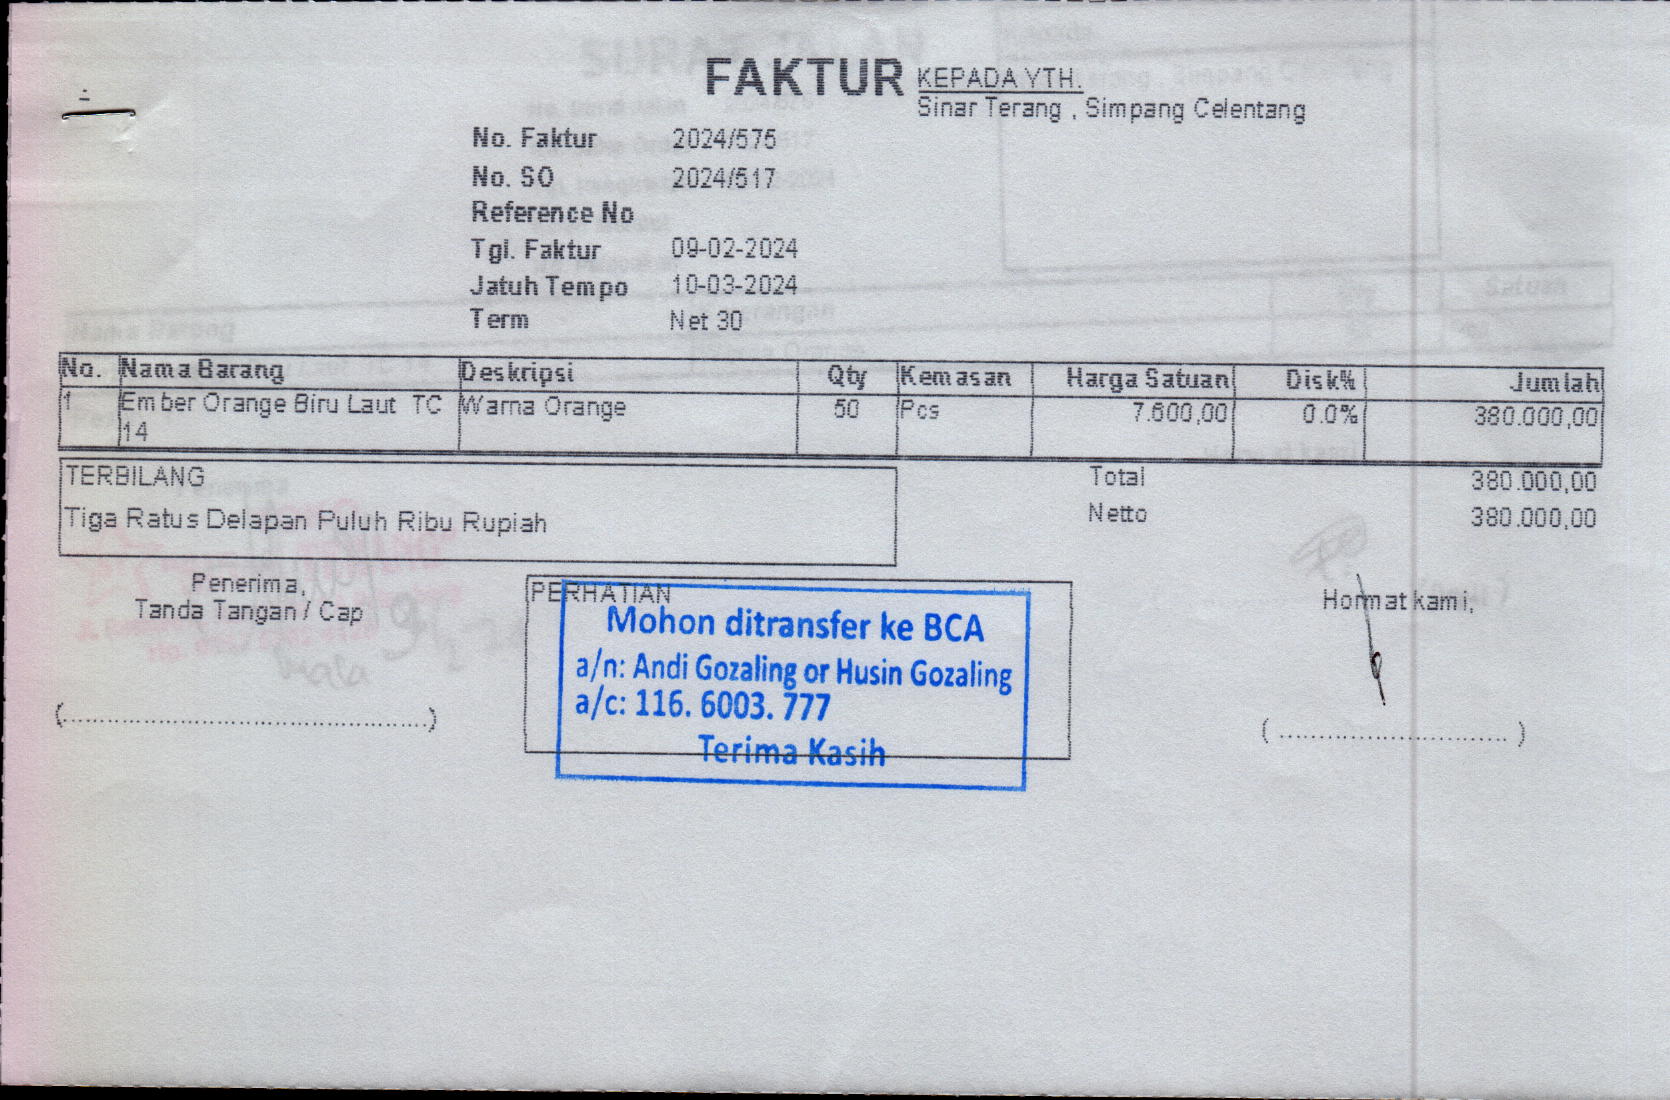 FAKTUR
KEPADA YTH.
Sinar Terang , Simpang Celentang
No. Faktur 2024/575
No. SO 2024/517
Reference No
Tgl. Faktur 09-02-2024
Jatuh Tempo 10-03-2024
Term Net 30
No. Nama Barang Deskripsi Qty Kemasan Harga Satuan Disk% Jumlah
1 Ember Orange Biru Laut TC Warna Orange 50 Pcs 7.600,00 0.0% 380.000,00
14
TERBILANG
Tiga Ratus Delapan Puluh Ribu Rupiah
Total 380.000,00
Netto 380.000,00
Penerima,
Tanda Tangan / Cap
(............................................)
PERHATIAN
Mohon ditransfer ke BCA
a/n: Andi Gozaling or Husin Gozaling
a/c: 116. 6003. 777
Terima Kasih
Hormat kami,
( ............................ )